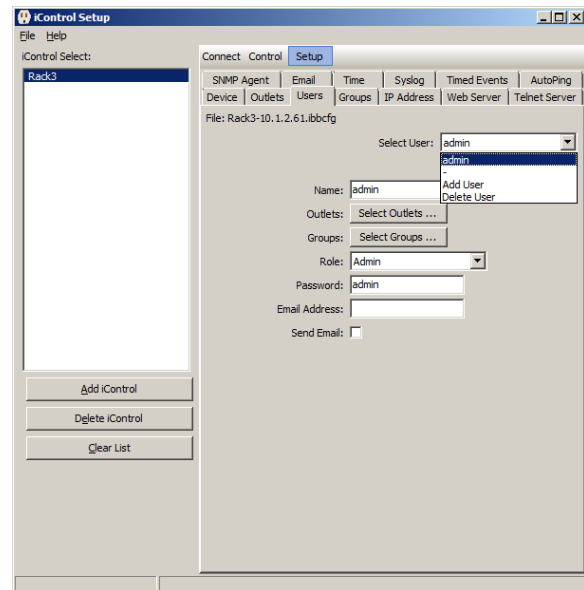 iControl Setup
File Help
iControl Select:
Rack3
Add iControl
Delete iControl
Clear List
Connect Control Setup
SNMP Agent Email Time Syslog Timed Events AutoPing
Device Outlets Users Groups IP Address Web Server Telnet Server
File: Rack3-10.1.2.61.ibbcfg
Select User: admin
admin
-
Add User
Delete User
Name: admin
Outlets: Select Outlets ...
Groups: Select Groups ...
Role: Admin
Password: admin
Email Address:
Send Email: